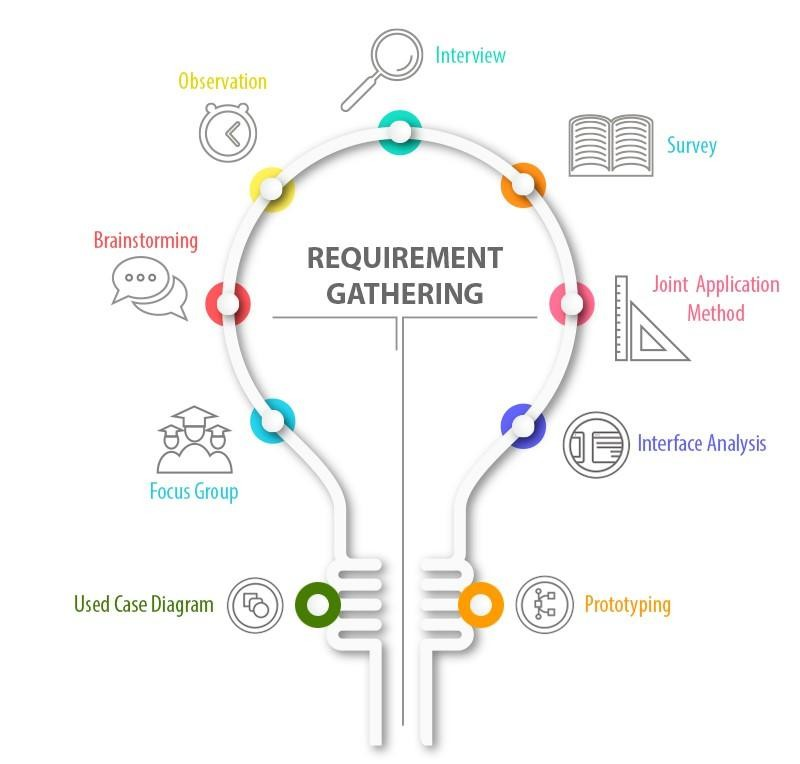 Interview
Observation
Survey
Brainstorming
REQUIREMENT
GATHERING
Joint Application
Method
Interface Analysis
Focus Group
Used Case Diagram
Prototyping